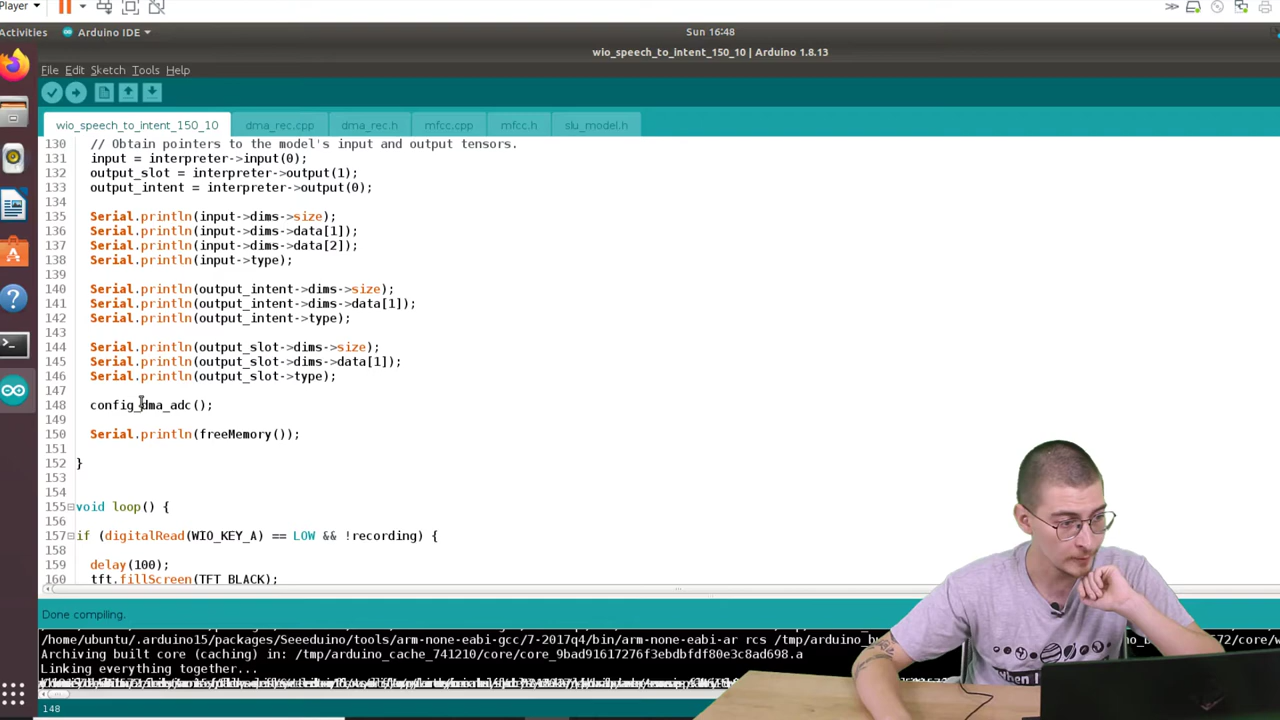 Player
Activities
Arduino IDE
Sun 16:48
wio_speech_to_intent_150_10 | Arduino 1.8.13
File Edit Sketch Tools Help
wio_speech_to_intent_150_10 dma_rec.cpp dma_rec.h mfcc.cpp mfcc.h slu_model.h
130 // Obtain pointers to the model's input and output tensors.
131 input = interpreter->input(0);
132 output_slot = interpreter->output(1);
133 output_intent = interpreter->output(0);
134
135 Serial.println(input->dims->size);
136 Serial.println(input->dims->data[1]);
137 Serial.println(input->dims->data[2]);
138 Serial.println(input->type);
139
140 Serial.println(output_intent->dims->size);
141 Serial.println(output_intent->dims->data[1]);
142 Serial.println(output_intent->type);
143
144 Serial.println(output_slot->dims->size);
145 Serial.println(output_slot->dims->data[1]);
146 Serial.println(output_slot->type);
147
148 config_dma_adc();
149
150 Serial.println(freeMemory());
151
152 }
153
154
155 void loop() {
156
157 if (digitalRead(WIO_KEY_A) == LOW && !recording) {
158
159 delay(100);
160 tft.fillScreen(TFT_BLACK);
Done compiling.
/home/ubuntu/.arduino15/packages/Seeeduino/tools/arm-none-eabi-gcc/7-2017q4/bin/arm-none-eabi-ar rcs /tmp/arduino_bu
Archiving built core (caching) in: /tmp/arduino_cache_741210/core/core_9bad91617276f3ebdbfdf80e3c8ad698.a
Linking everything together...
148